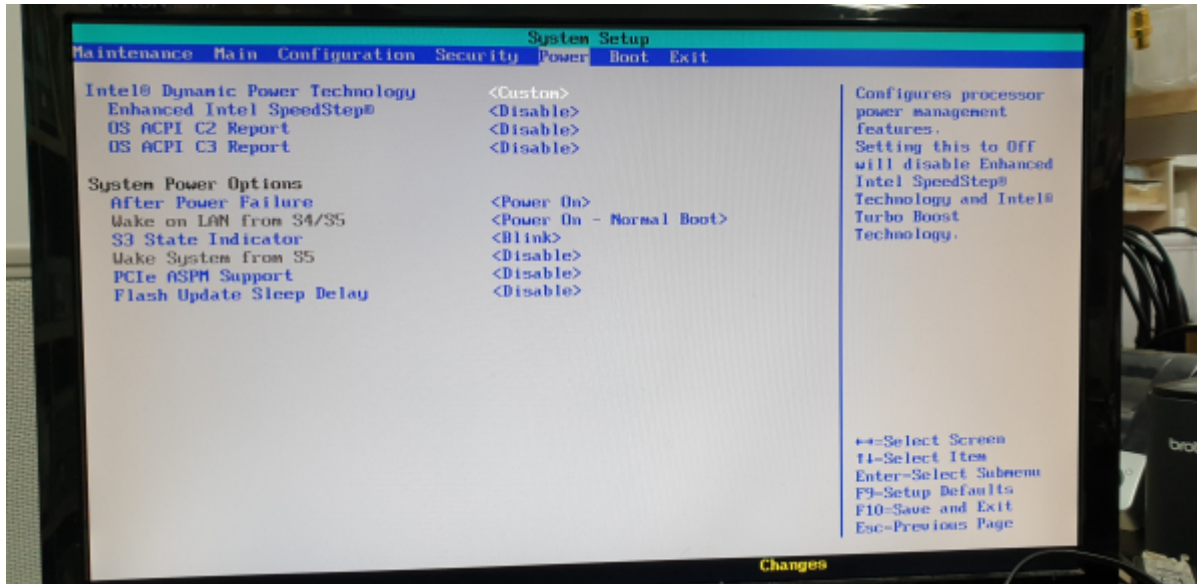 System Setup
Maintenance Main Configuration Security Power Boot Exit
Intel® Dynamic Power Technology <Custom>
Enhanced Intel SpeedStep® <Disable>
OS ACPI C2 Report <Disable>
OS ACPI C3 Report <Disable>
System Power Options
After Power Failure <Power On>
Wake on LAN from S4/S5 <Power On - Normal Boot>
S3 State Indicator <Blink>
Wake System from S5 <Disable>
PCIe ASPM Support <Disable>
Flash Update Sleep Delay <Disable>
Configures processor
power management
features.
Setting this to Off
will disable Enhanced
Intel SpeedStep®
Technology and Intel®
Turbo Boost
Technology.
↔=Select Screen
↑↓=Select Item
Enter=Select Submenu
F9=Setup Defaults
F10=Save and Exit
Esc=Previous Page
Changes